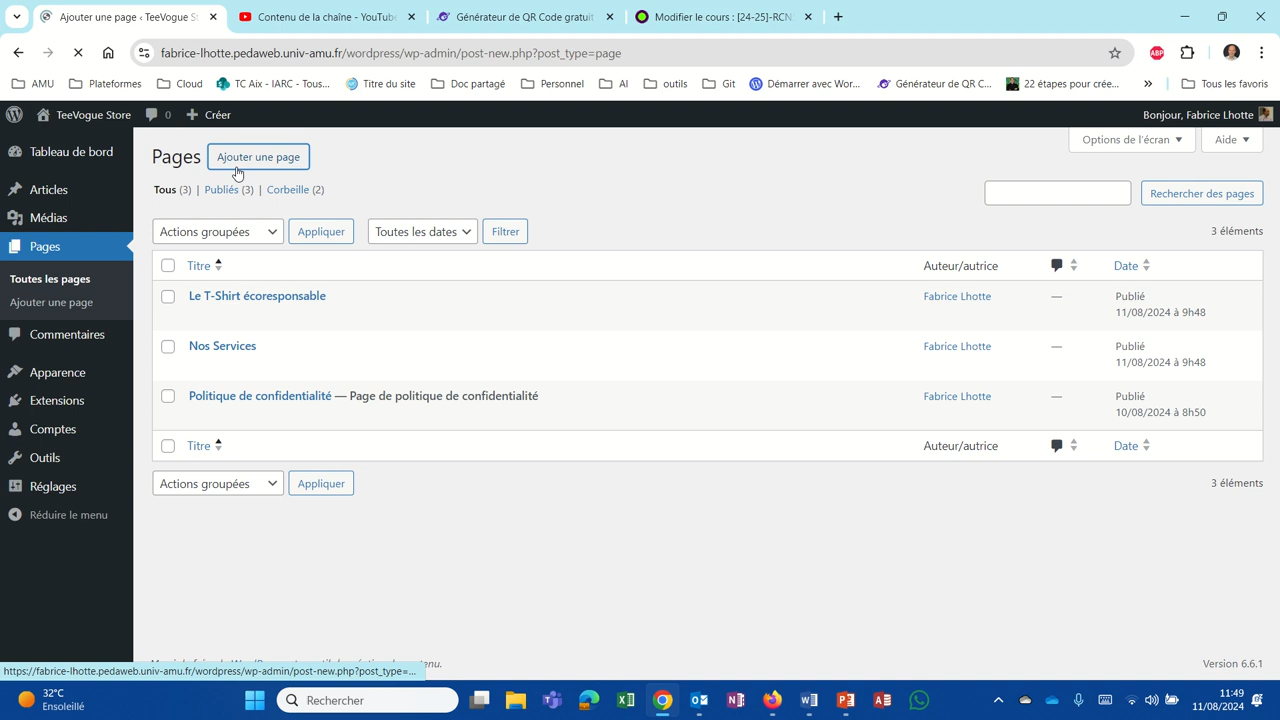 Ajouter une page ‹ TeeVogue St
Contenu de la chaîne - YouTube
Générateur de QR Code gratuit
Modifier le cours : [24-25]-RCN
fabrice-lhotte.pedaweb.univ-amu.fr/wordpress/wp-admin/post-new.php?post_type=page
AMU Plateformes Cloud TC Aix - IARC - Tous... Titre du site Doc partagé Personnel AI outils Git Démarrer avec Wor... Générateur de QR C... 22 étapes pour crée... » Tous les favoris
TeeVogue Store 0 Créer Bonjour, Fabrice Lhotte
Options de l'écran Aide
Tableau de bord
Articles
Médias
Pages
Toutes les pages
Ajouter une page
Commentaires
Apparence
Extensions
Comptes
Outils
Réglages
Réduire le menu
Pages Ajouter une page
Tous (3) | Publiés (3) | Corbeille (2)
Rechercher des pages
Actions groupées Appliquer Toutes les dates Filtrer 3 éléments
Titre Auteur/autrice Date
Le T-Shirt écoresponsable Fabrice Lhotte — Publié
11/08/2024 à 9h48
Nos Services Fabrice Lhotte — Publié
11/08/2024 à 9h48
Politique de confidentialité — Page de politique de confidentialité Fabrice Lhotte — Publié
10/08/2024 à 8h50
Titre Auteur/autrice Date
Actions groupées Appliquer 3 éléments
Version 6.6.1
https://fabrice-lhotte.pedaweb.univ-amu.fr/wordpress/wp-admin/post-new.php?post_type=...
32°C
Ensoleillé
Rechercher
11:49
11/08/2024